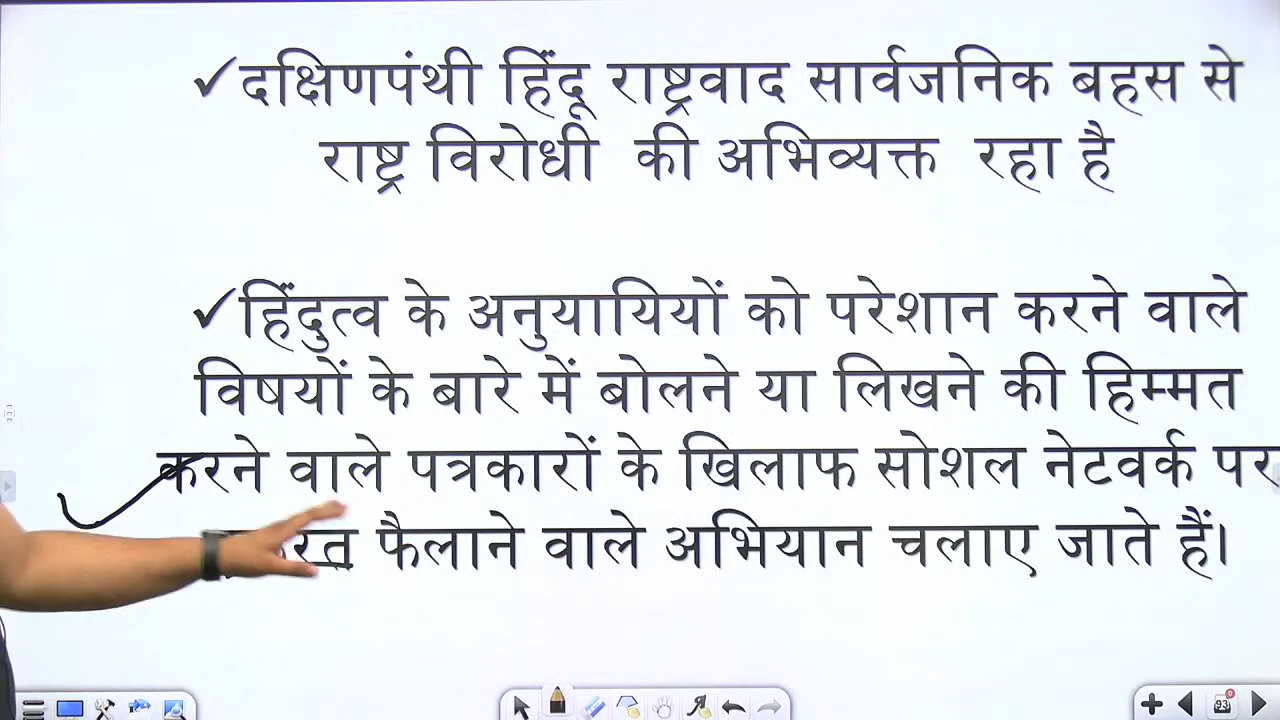 ✓दक्षिणपंथी हिंदू राष्ट्रवाद सार्वजनिक बहस से
राष्ट्र विरोधी की अभिव्यक्त रहा है
✓हिंदुत्व के अनुयायियों को परेशान करने वाले
विषयों के बारे में बोलने या लिखने की हिम्मत
करने वाले पत्रकारों के खिलाफ सोशल नेटवर्क पर
फैलाने वाले अभियान चलाए जाते हैं।
93